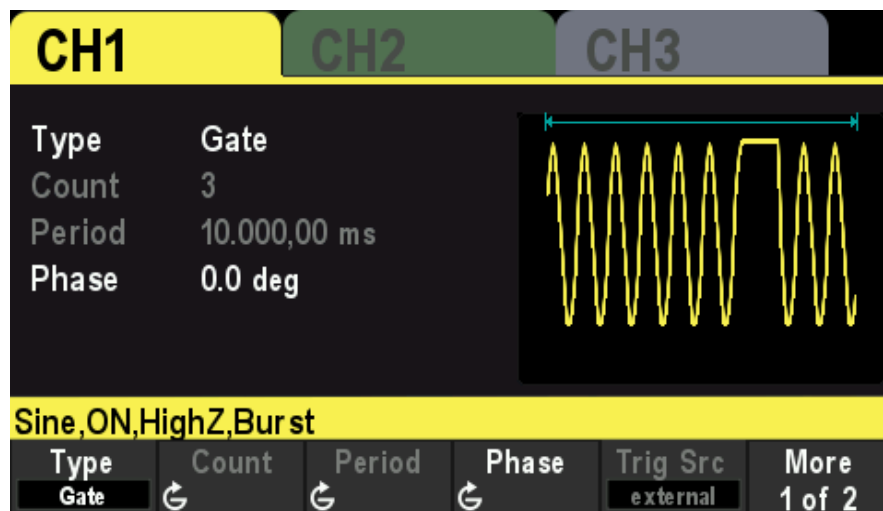 CH1 CH2 CH3
Type Gate
Count 3
Period 10.000,00 ms
Phase 0.0 deg
Sine,ON,HighZ,Burst
Type Count Period Phase Trig Src More
Gate external 1 of 2